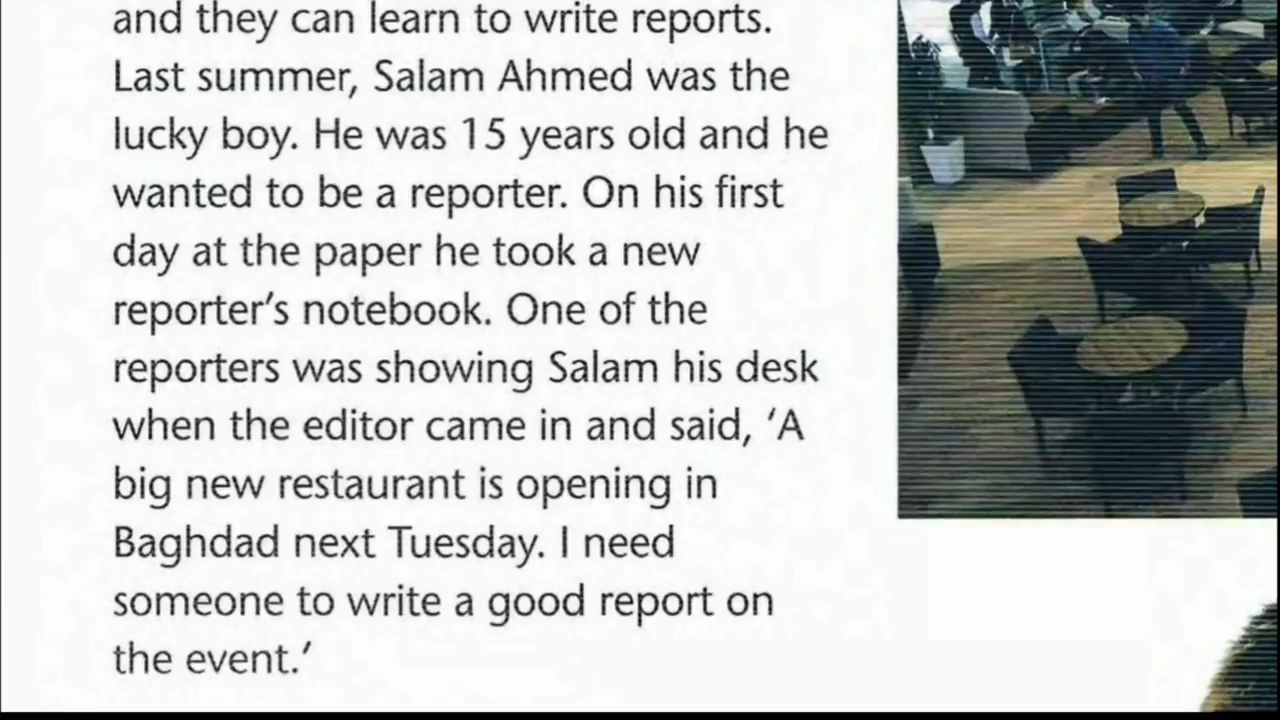 and they can learn to write reports.
Last summer, Salam Ahmed was the
lucky boy. He was 15 years old and he
wanted to be a reporter. On his first
day at the paper he took a new
reporter’s notebook. One of the
reporters was showing Salam his desk
when the editor came in and said, ‘A
big new restaurant is opening in
Baghdad next Tuesday. I need
someone to write a good report on
the event.’